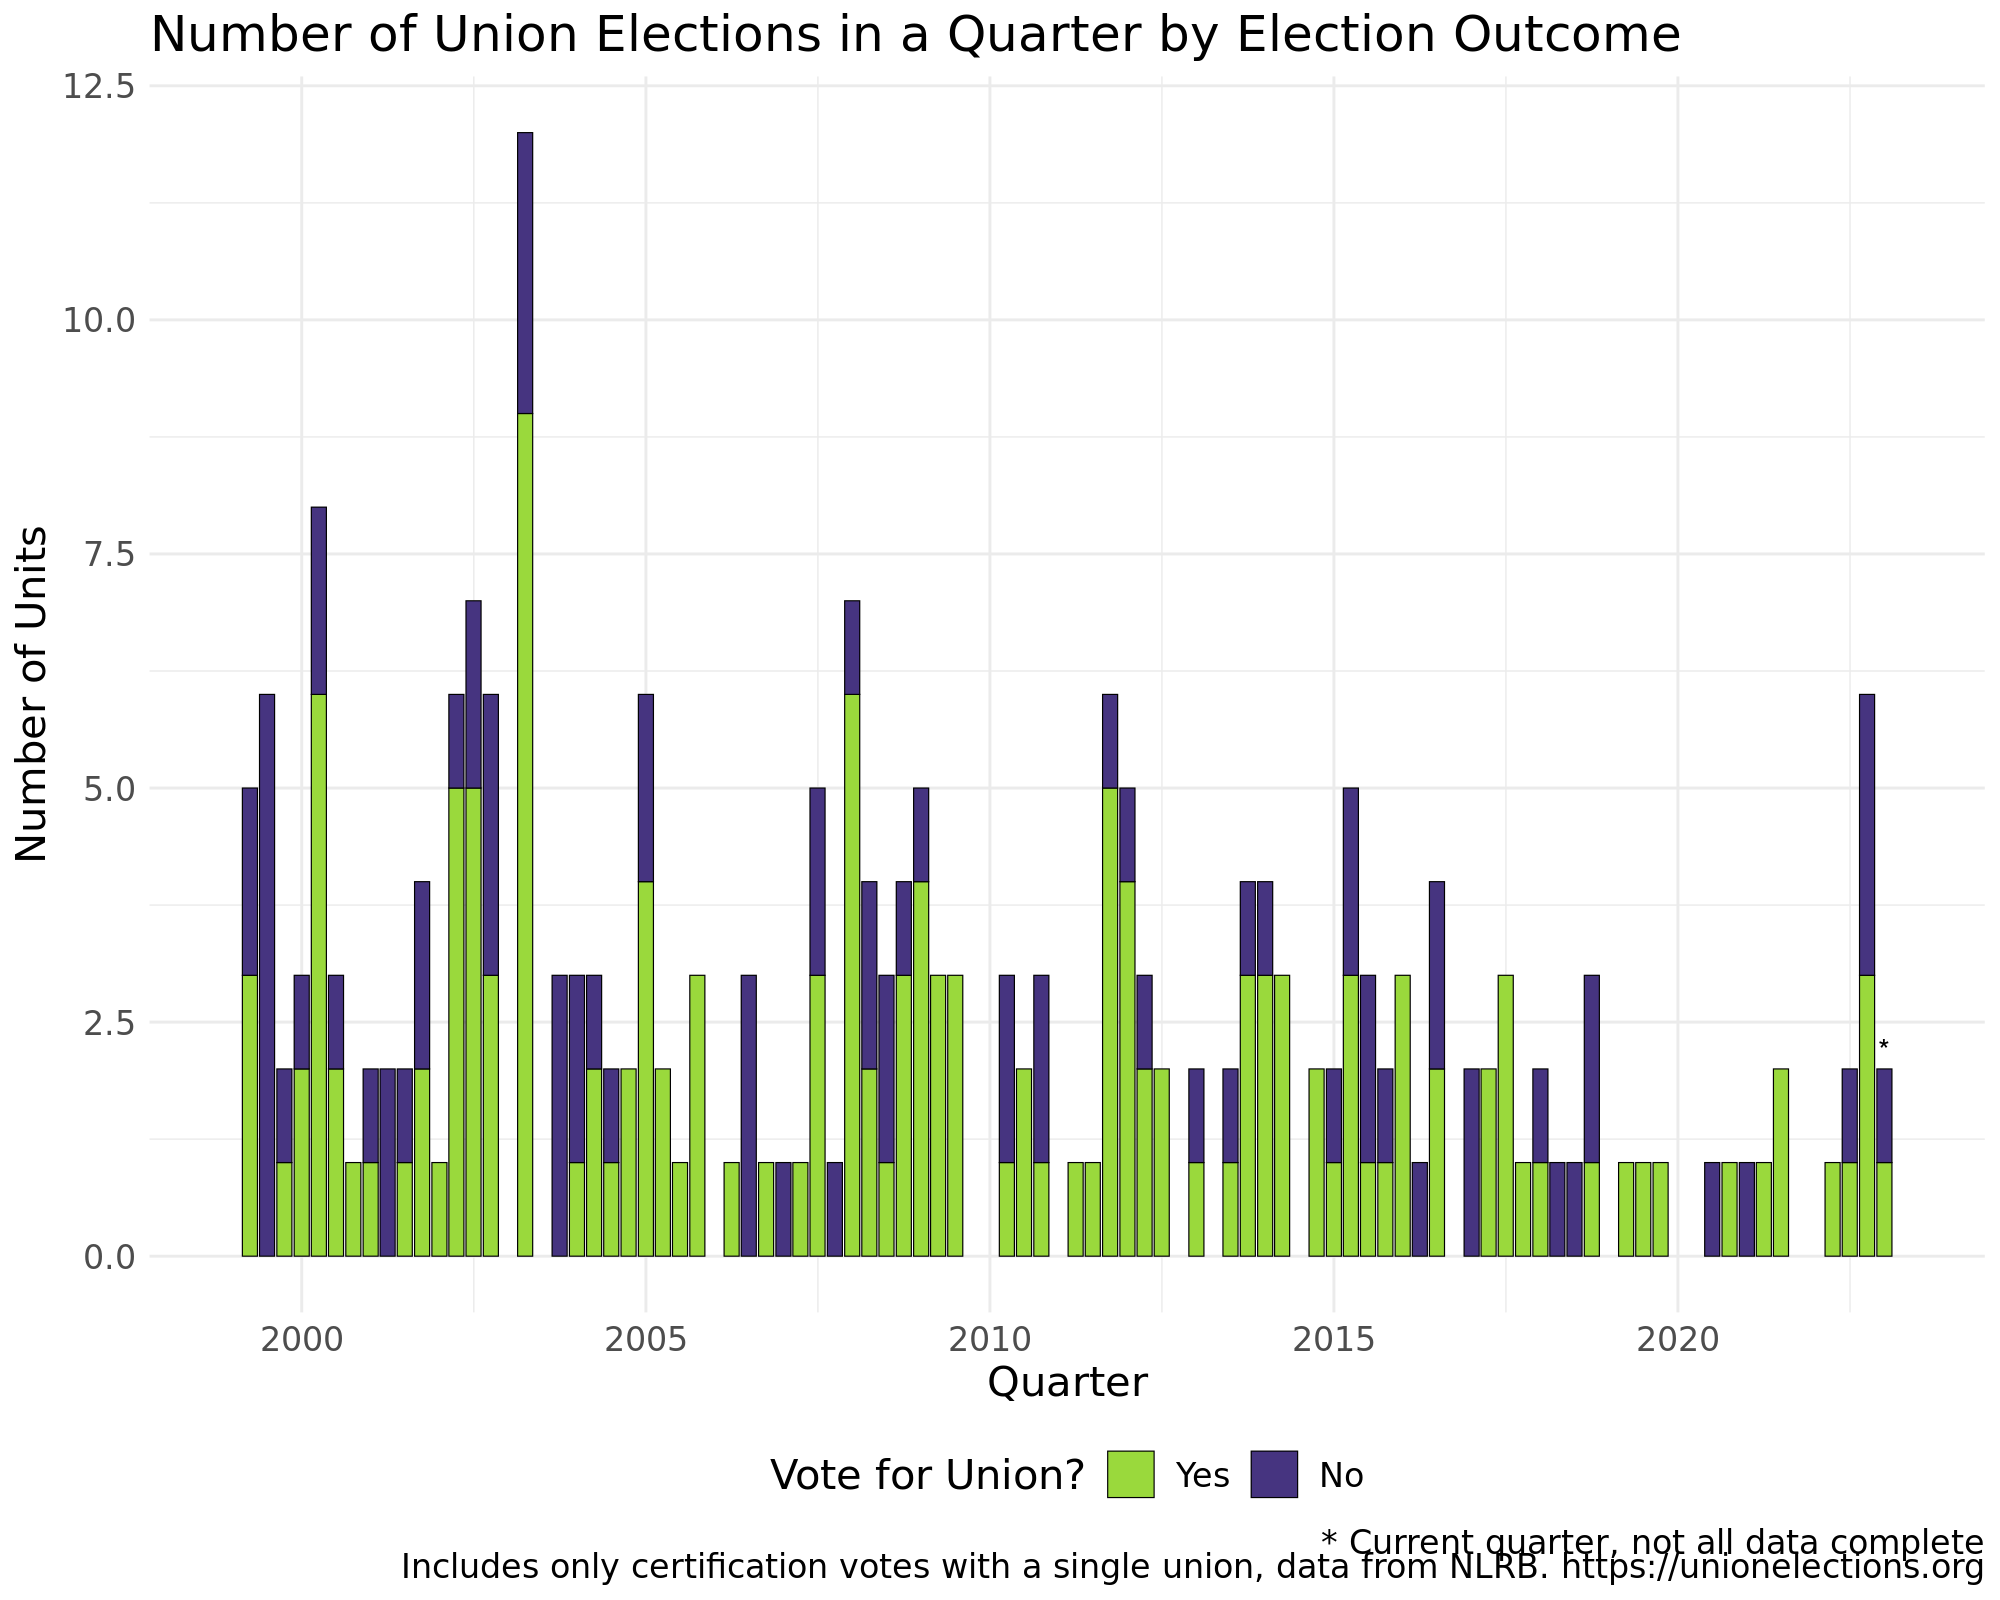 Number of Union Elections in a Quarter by Election Outcome
12.5
10.0
7.5
5.0
2.5
0.0
Number of Units
*
2000 2005 2010 2015 2020
Quarter
Vote for Union? Yes No
* Current quarter, not all data complete
Includes only certification votes with a single union, data from NLRB. https://unionelections.org